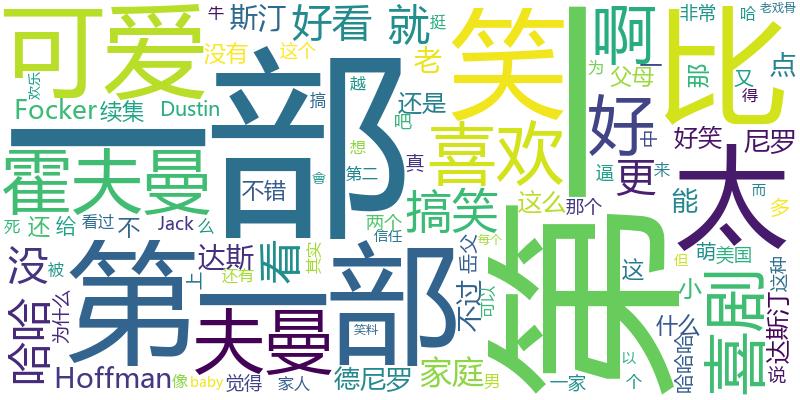 可爱
牛
斯汀
好看
就
笑
啊
非常
哈
老戏骨
挺
欢乐
一部
没有
这个
老
一
比
父母
那
为
又
点
得
Focker
续集
Dustin
搞
越
还是
吧
喜欢
好
中
好笑
尼罗
霍夫曼
不错
想
真
第二
会
更
逼
来
而
太
死
还
给
看过
不
Jack
么
两个
搞笑
这么
那个
能
多
没
被
第一部
达斯
看
其实
信任
岳父
每个
第
这
萌
美国
但
上
还有
夫曼
笑料
不过
可以
小
喜剧
达斯汀
这种
哈哈
为什么
什么
哈哈哈
说
Hoffman
像
baby
觉得
家人
德尼罗
家庭
男
一家
个
以